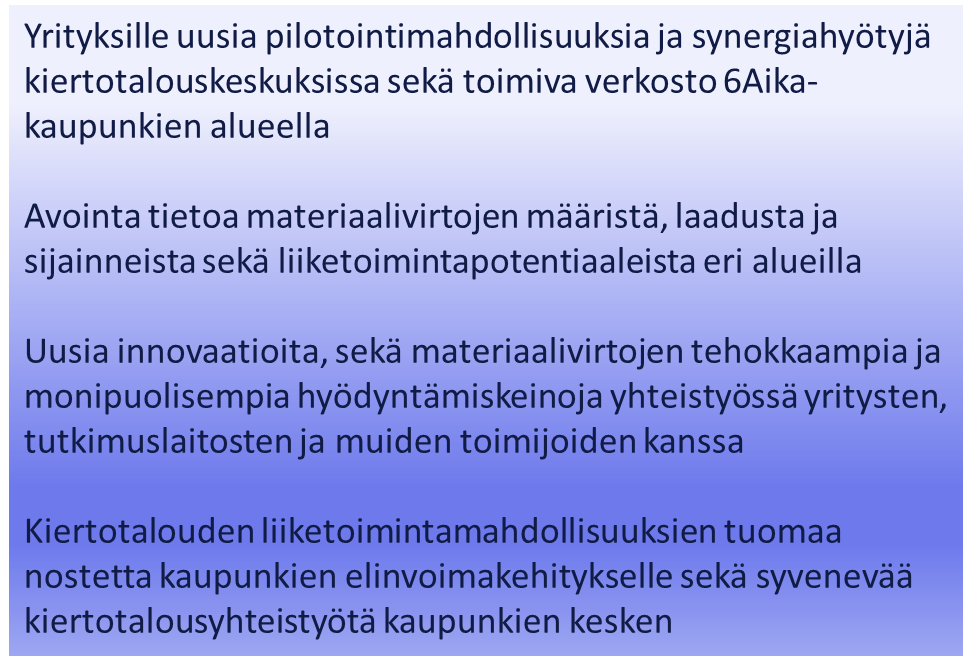 Yrityksille uusia pilotointimahdollisuuksia ja synergiahyötyjä
kiertotalouskeskuksissa sekä toimiva verkosto 6Aika-
kaupunkien alueella
Avointa tietoa materiaalivirtojen määristä, laadusta ja
sijainneista sekä liiketoimintapotentiaaleista eri alueilla
Uusia innovaatioita, sekä materiaalivirtojen tehokkaampia ja
monipuolisempia hyödyntämiskeinoja yhteistyössä yritysten,
tutkimuslaitosten ja muiden toimijoiden kanssa
Kiertotalouden liiketoimintamahdollisuuksien tuomaa
nostetta kaupunkien elinvoimakehitykselle sekä syvenevää
kiertotalousyhteistyötä kaupunkien kesken